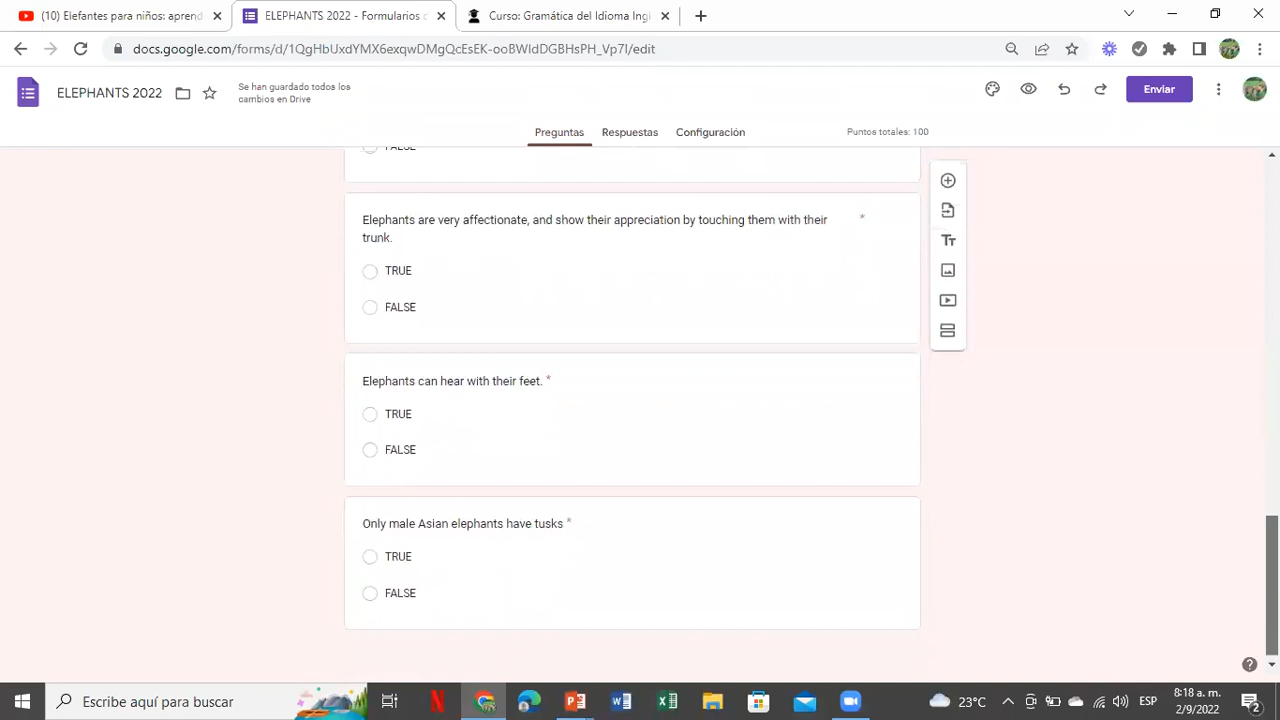 (10) Elefantes para niños: aprend
ELEPHANTS 2022 - Formularios d
Curso: Gramática del Idioma Ingl
docs.google.com/forms/d/1QgHbUxdYMX6exqwDMgQcEsEK-ooBWIdDGBHsPH_Vp7I/edit
ELEPHANTS 2022
Se han guardado todos los
cambios en Drive
Enviar
Preguntas
Respuestas
Configuración
Puntos totales: 100
FALSE
Elephants are very affectionate, and show their appreciation by touching them with their *
trunk.
TRUE
FALSE
Elephants can hear with their feet. *
TRUE
FALSE
Only male Asian elephants have tusks *
TRUE
FALSE
Escribe aquí para buscar
23°C
ESP
8:18 a. m.
2/9/2022
2